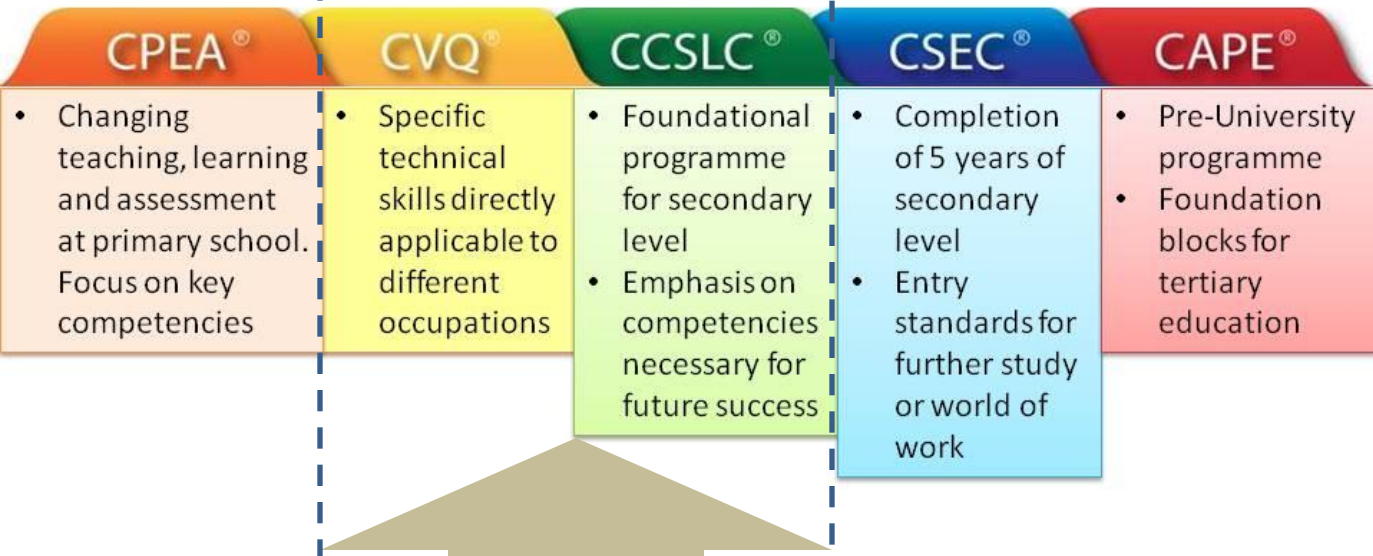 CPEA®
Changing
teaching, learning
and assessment
at primary school.
Focus on key
competencies
CVQ®
Specific
technical
skills directly
applicable to
different
occupations
CCSLC®
Foundational
programme
for secondary
level
Emphasis on
competencies
necessary for
future success
CSEC®
Completion
of 5 years of
secondary
level
Entry
standards for
further study
or world of
work
CAPE®
Pre-University
programme
Foundation
blocks for
tertiary
education